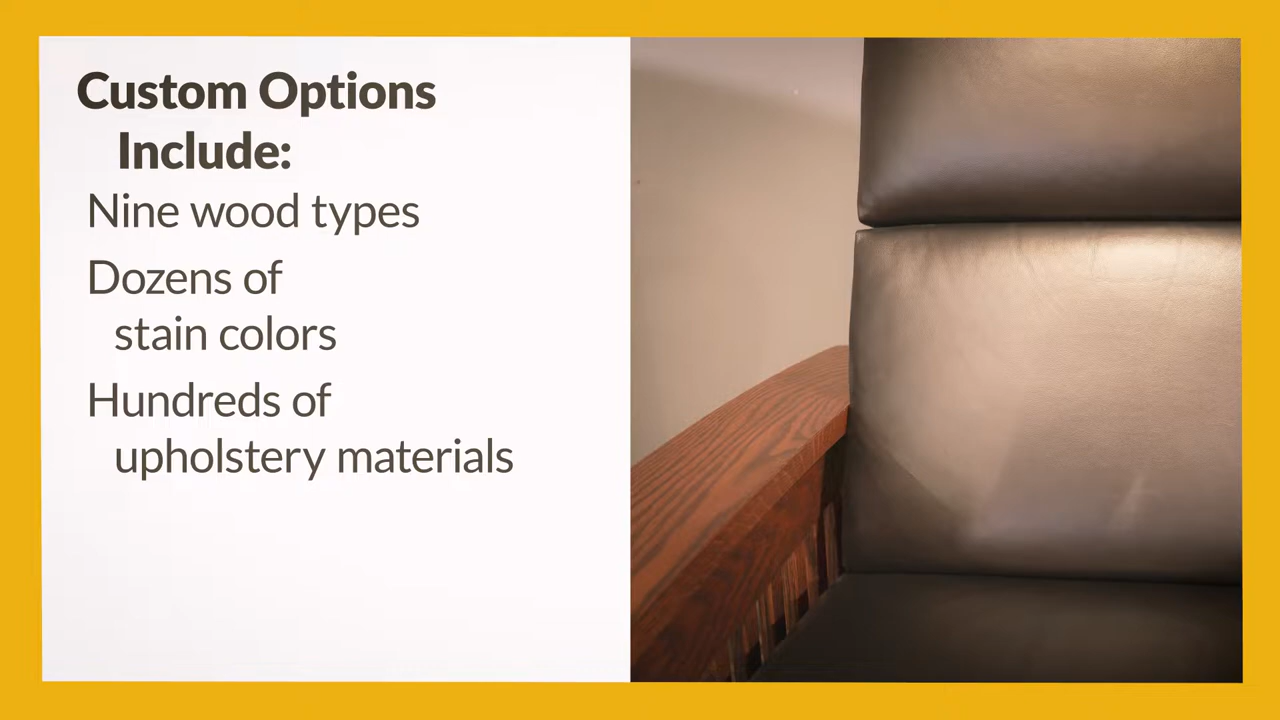 Custom Options
Include:
Nine wood types
Dozens of
stain colors
Hundreds of
upholstery materials